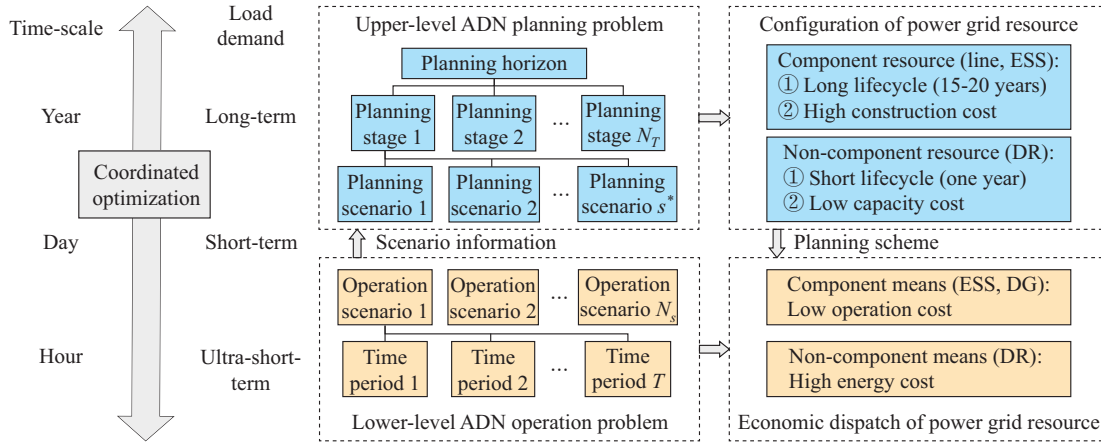 Time-scale
Load
demand
Year
Long-term
Coordinated
optimization
Day
Short-term
Hour
Ultra-short-
term
Upper-level ADN planning problem
Planning horizon
Planning
stage 1
Planning
stage 2
...
Planning
stage N_T
Planning
scenario 1
Planning
scenario 2
...
Planning
scenario s*
Scenario information
Operation
scenario 1
Operation
scenario 2
...
Operation
scenario N_s
Time
period 1
Time
period 2
...
Time
period T
Lower-level ADN operation problem
Configuration of power grid resource
Component resource (line, ESS):
① Long lifecycle (15-20 years)
② High construction cost
Non-component resource (DR):
① Short lifecycle (one year)
② Low capacity cost
Planning scheme
Component means (ESS, DG):
Low operation cost
Non-component means (DR):
High energy cost
Economic dispatch of power grid resource